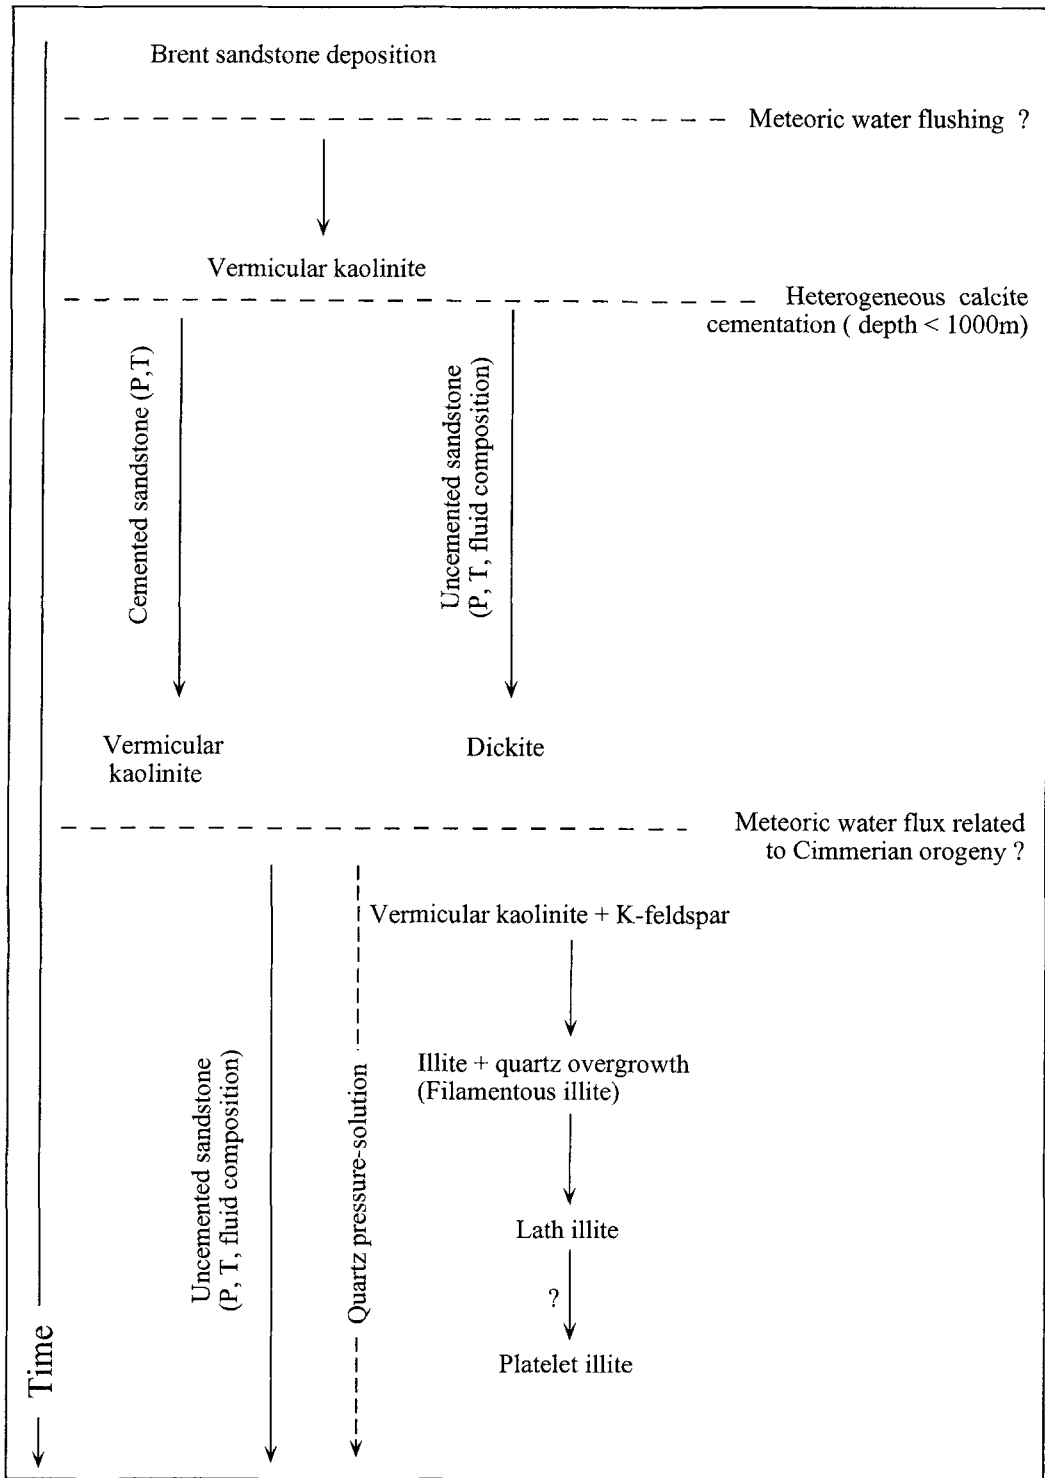 Brent sandstone deposition
Meteoric water flushing ?
Vermicular kaolinite
Heterogeneous calcite
cementation ( depth < 1000m)
Cemented sandstone (P,T)
Uncemented sandstone
(P, T, fluid composition)
Vermicular
kaolinite
Dickite
Meteoric water flux related
to Cimmerian orogeny ?
Vermicular kaolinite + K-feldspar
Illite + quartz overgrowth
(Filamentous illite)
Uncemented sandstone
(P, T, fluid composition)
Quartz pressure-solution
Lath illite
?
Platelet illite
Time